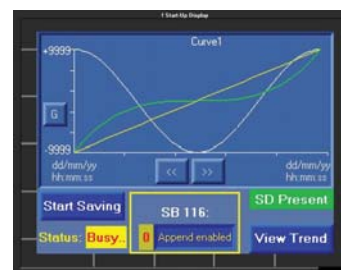 1 Start-Up Display
Curve1
+9999
G
-9999
dd/mm/yy
hh:mm:ss
<< >>
dd/mm/yy
hh:mm:ss
Start Saving
SB 116:
SD Present
Status: Busy..
0 Append enabled
View Trend